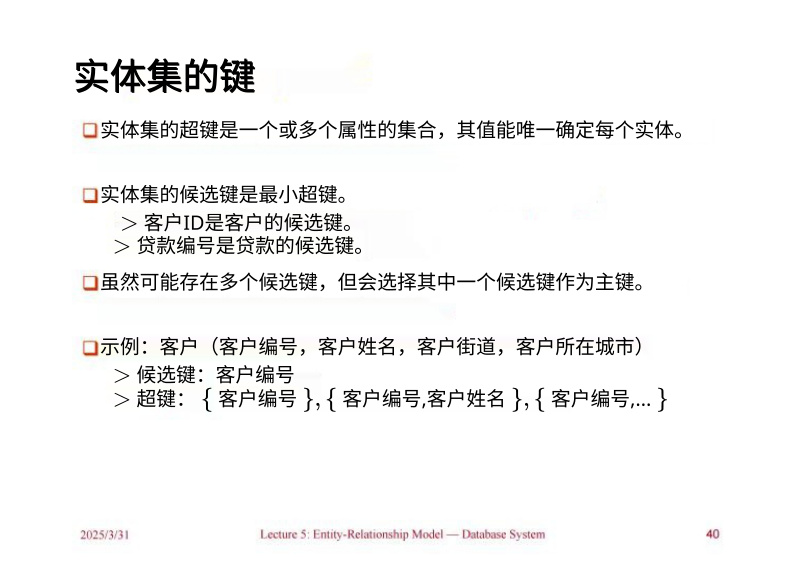 实体集的键
❑实体集的超键是一个或多个属性的集合，其值能唯一确定每个实体。
❑实体集的候选键是最小超键。
> 客户ID是客户的候选键。
> 贷款编号是贷款的候选键。
❑虽然可能存在多个候选键，但会选择其中一个候选键作为主键。
❑示例：客户（客户编号，客户姓名，客户街道，客户所在城市）
> 候选键：客户编号
> 超键： { 客户编号 }, { 客户编号,客户姓名 }, { 客户编号,... }
2025/3/31 Lecture 5: Entity-Relationship Model — Database System 40